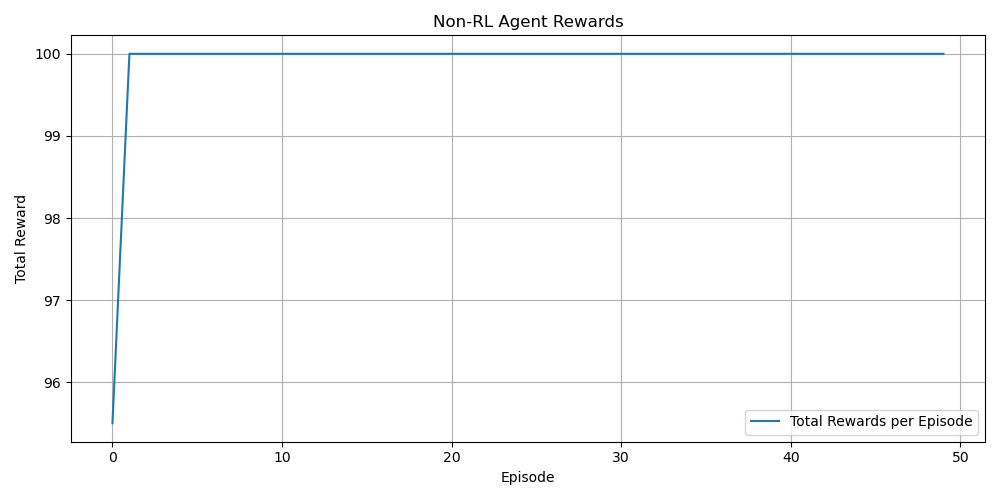 Non-RL Agent Rewards
100
99
98
97
96
Total Reward
0 10 20 30 40 50
Episode
Total Rewards per Episode